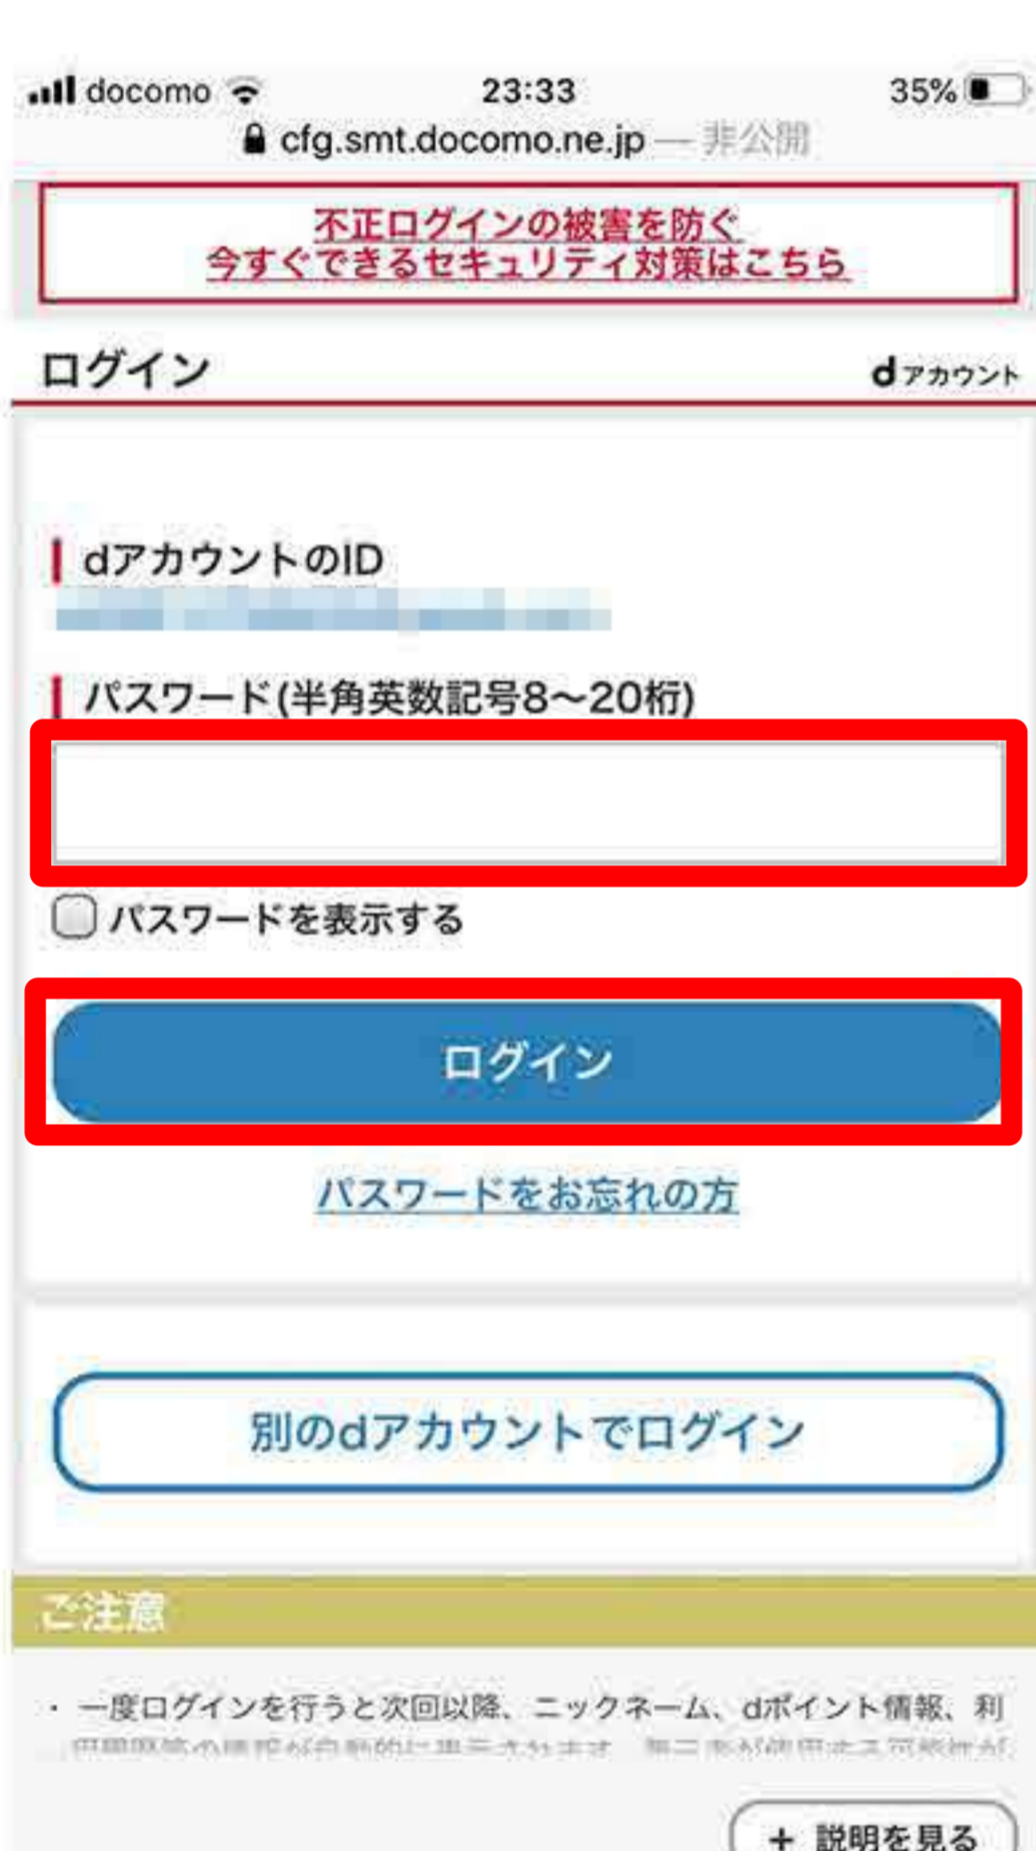 docomo 23:33 35%
cfg.smt.docomo.ne.jp — 非公開
不正ログインの被害を防ぐ
今すぐできるセキュリティ対策はこちら
ログイン
dアカウント
dアカウントのID
パスワード(半角英数記号8〜20桁)
パスワードを表示する
ログイン
パスワードをお忘れの方
別のdアカウントでログイン
ご注意
・ 一度ログインを行うと次回以降、ニックネーム、dポイント情報、利
+ 説明を見る